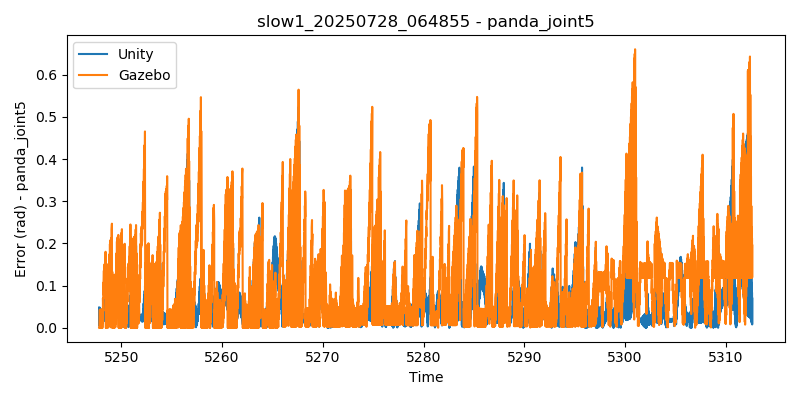 slow1_20250728_064855 - panda_joint5
Unity
Gazebo
Error (rad) - panda_joint5
0.6
0.5
0.4
0.3
0.2
0.1
0.0
5250
5260
5270
5280
5290
5300
5310
Time